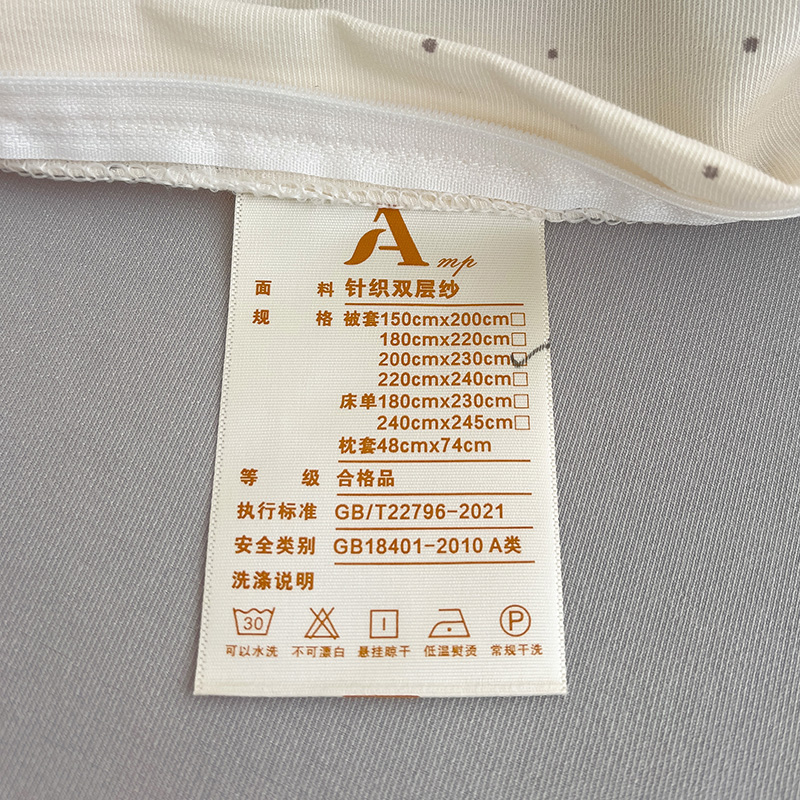 Amp
面 料 针织双层纱
规 格 被套150cmx200cm□
180cmx220cm□
200cmx230cm☑
220cmx240cm□
床单180cmx230cm□
240cmx245cm□
枕套48cmx74cm
等 级 合格品
执行标准 GB/T22796-2021
安全类别 GB18401-2010 A类
洗涤说明
30 P
可以水洗 不可漂白 悬挂晾干 低温熨烫 常规干洗